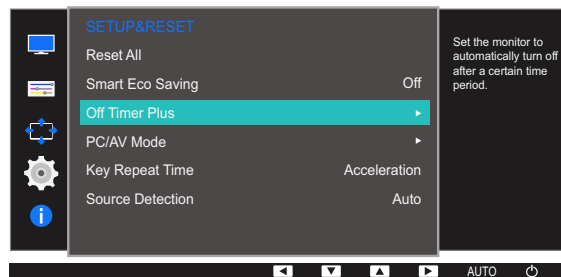 SETUP&RESET
Reset All
Smart Eco Saving Off
Off Timer Plus
PC/AV Mode
Key Repeat Time Acceleration
Source Detection Auto
Set the monitor to
automatically turn off
after a certain time
period.
AUTO